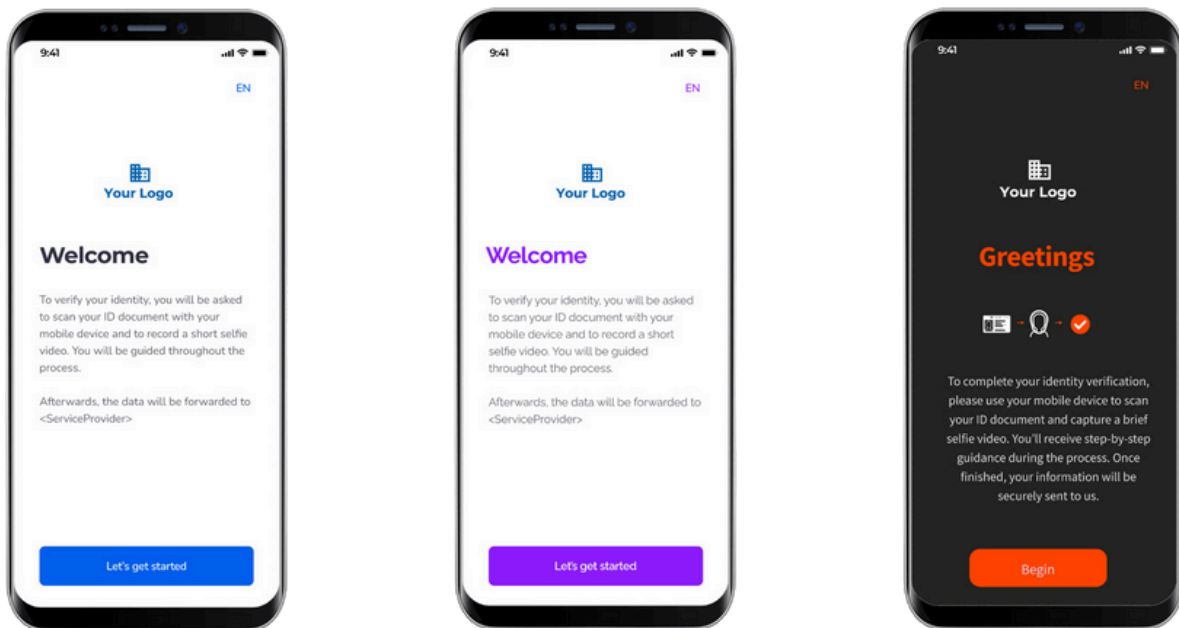 9:41
EN
Your Logo
Welcome
To verify your identity, you will be asked
to scan your ID document with your
mobile device and to record a short selfie
video. You will be guided throughout the
process.
Afterwards, the data will be forwarded to
<ServiceProvider>
Let's get started
9:41
EN
Your Logo
Welcome
To verify your identity, you will be asked
to scan your ID document with your
mobile device and to record a short
selfie video. You will be guided
throughout the process.
Afterwards, the data will be forwarded to
<ServiceProvider>
Let's get started
9:41
EN
Your Logo
Greetings
To complete your identity verification,
please use your mobile device to scan
your ID document and capture a brief
selfie video. You'll receive step-by-step
guidance during the process. Once
finished, your information will be
securely sent to us.
Begin